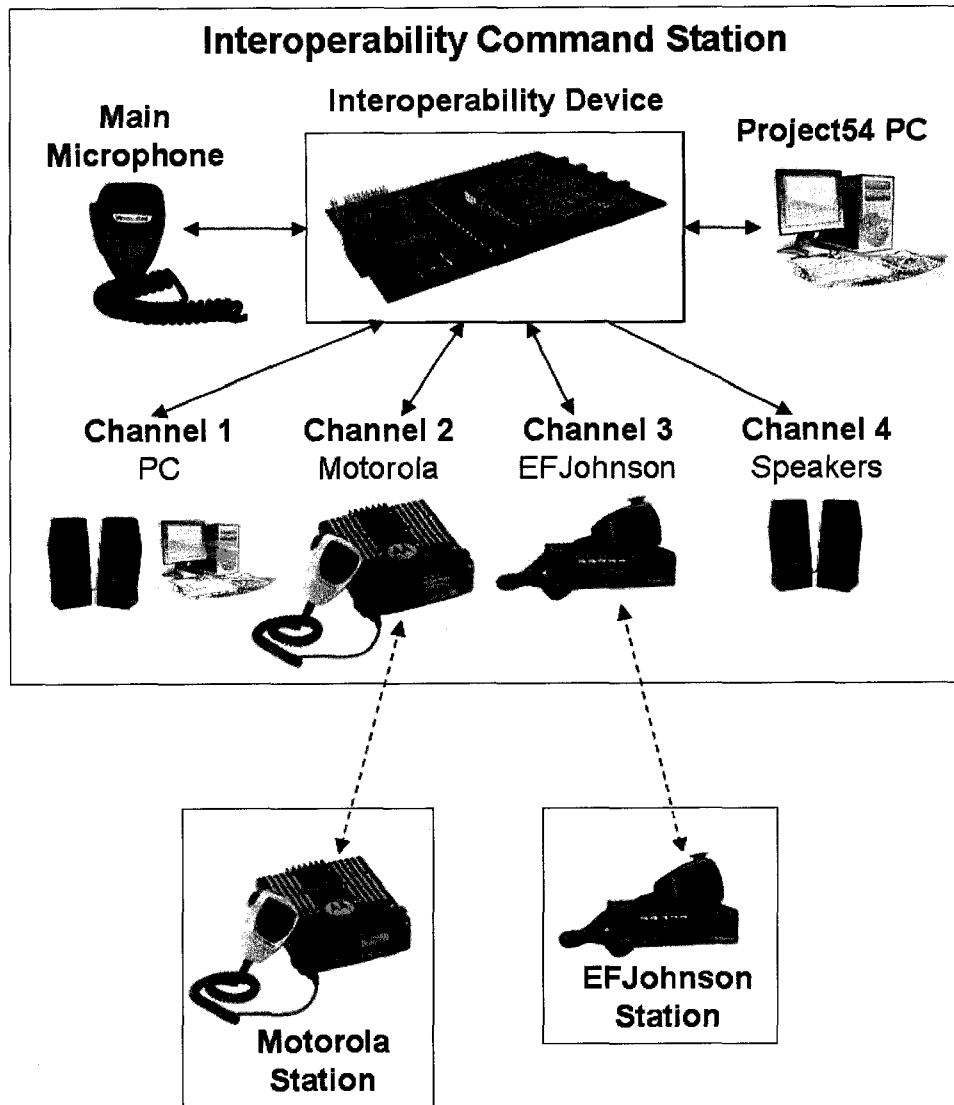 Interoperability Command Station
Interoperability Device
Main
Microphone
Project54 PC
Channel 1
PC
Channel 2
Motorola
Channel 3
EFJohnson
Channel 4
Speakers
Motorola
Station
EFJohnson
Station